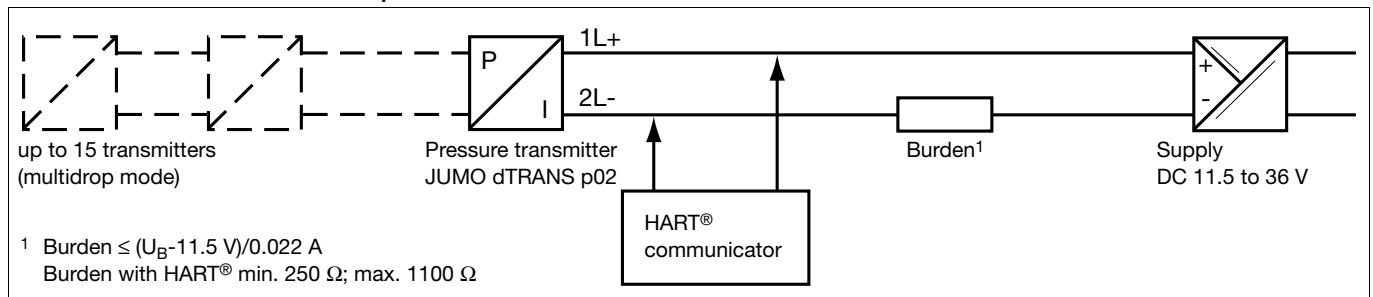 1L+
P
I
2L-
+
-
up to 15 transmitters
(multidrop mode)
Pressure transmitter
JUMO dTRANS p02
Burden¹
Supply
DC 11.5 to 36 V
HART®
communicator
¹ Burden ≤ (U_B-11.5 V)/0.022 A
Burden with HART® min. 250 Ω; max. 1100 Ω